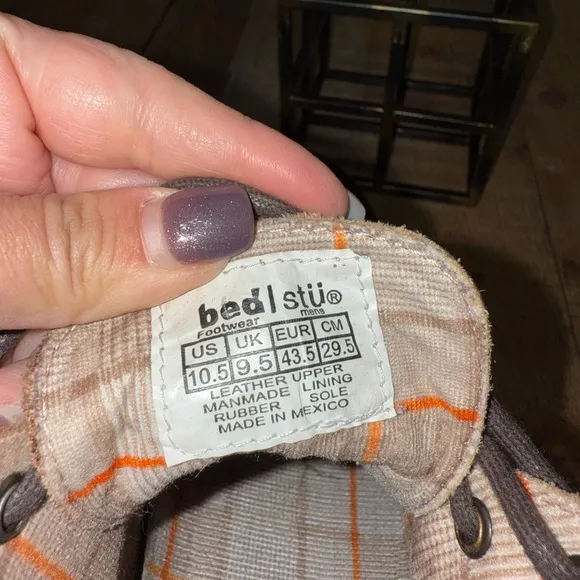 bed|stü®
Footwear mens
US UK EUR CM
10.5 9.5 43.5 29.5
LEATHER UPPER
MANMADE LINING
RUBBER SOLE
MADE IN MEXICO